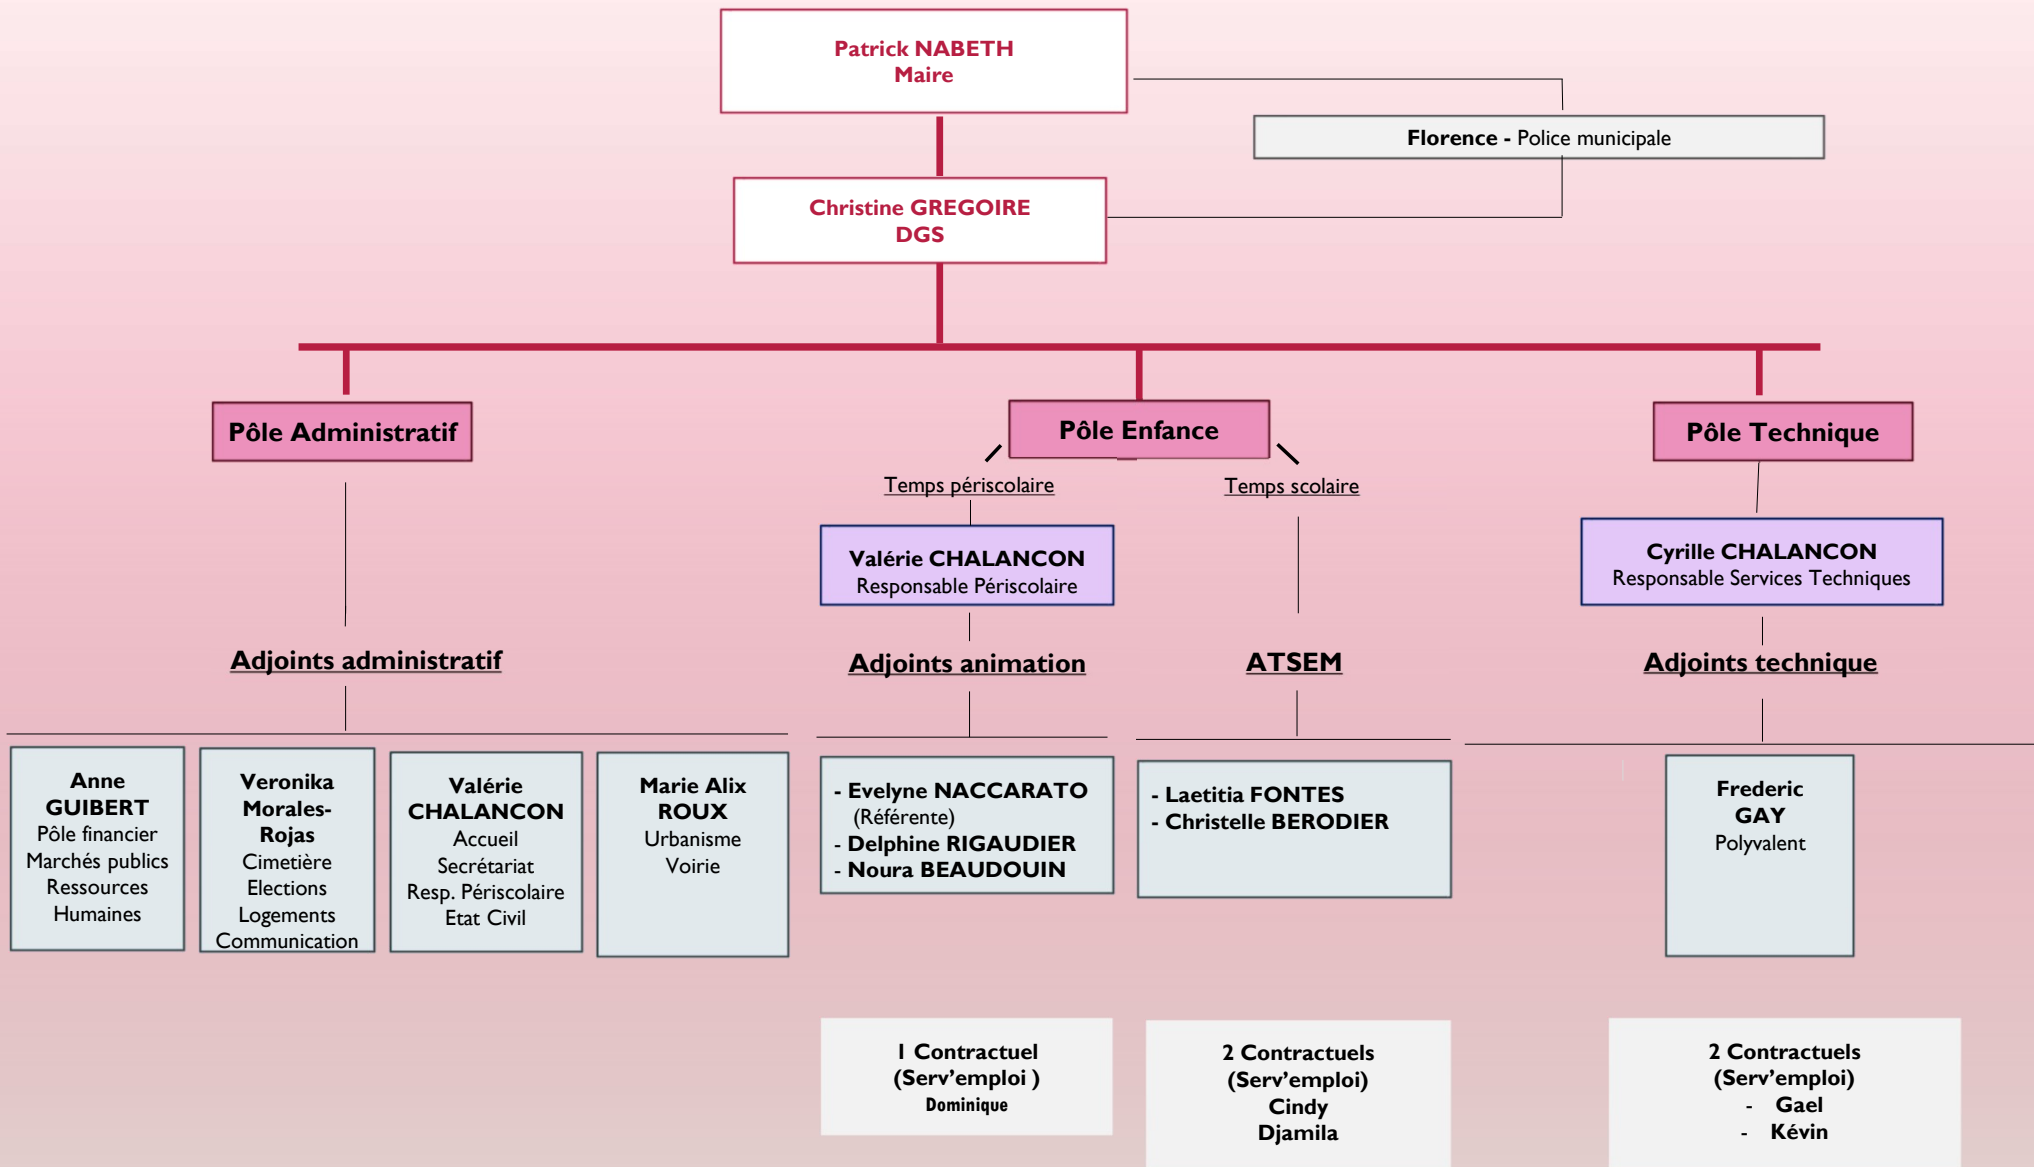 Patrick NABETH
Maire
Florence - Police municipale
Christine GREGOIRE
DGS
Pôle Administratif
Pôle Enfance
Pôle Technique
Temps périscolaire
Temps scolaire
Valérie CHALANCON
Responsable Périscolaire
Cyrille CHALANCON
Responsable Services Techniques
Adjoints administratif
Adjoints animation
ATSEM
Adjoints technique
Anne
GUIBERT
Pôle financier
Marchés publics
Ressources
Humaines
Veronika
Morales-
Rojas
Cimetière
Elections
Logements
Communication
Valérie
CHALANCON
Accueil
Secrétariat
Resp. Périscolaire
Etat Civil
Marie Alix
ROUX
Urbanisme
Voirie
- Evelyne NACCARATO
(Référente)
- Delphine RIGAUDIER
- Noura BEAUDOUIN
- Laetitia FONTES
- Christelle BERODIER
Frederic
GAY
Polyvalent
1 Contractuel
(Serv’emploi )
Dominique
2 Contractuels
(Serv’emploi)
Cindy
Djamila
2 Contractuels
(Serv’emploi)
- Gael
- Kévin